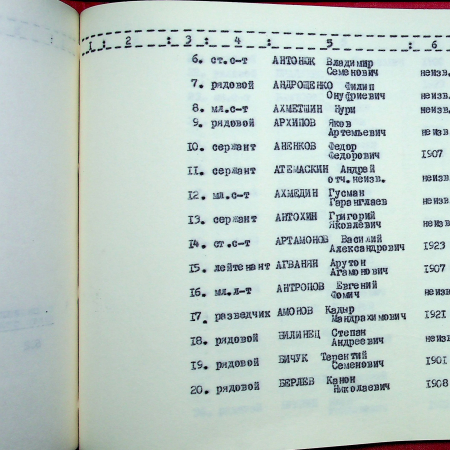 1 : 2 : 3 : 4 : 5 : 6
6. ст.с-т АНТОНЮК Владимир
Семенович неизв.
7. рядовой АНДРОЩЕНКО Филип
Онуфриевич неизв.
8. мл.с-т АХМЕТШИН Нури неизв.
9. рядовой АРХИПОВ Яков
Артемьевич неизв
10. сержант АНЕНКОВ Федор
Федорович 1907
11. сержант АТЕМАСКИН Андрей
отч.неизв. неизв
12. мл.с-т АХМЕДИН Гусман
Гаранглаев неизв
13. сержант АНТОХИН Григорий
Яковлевич неизв
14. ст.с-т АРТАМОНОВ Василий
Александрович 1923
15. лейтенант АГВАНЯН Арутон
Агамонович 1907
16. мл.л-т АНТРОПОВ Евгений
Фомич неизв
17. разведчик АМОНОВ Кадыр
Мандрахимович 1921
18. рядовой БИЛИНЕЦ Степан
Андреевич неизв
19. рядовой БИЧУК Терентий
Семенович 1901
20. рядовой БЕРЛЕВ Канон
Николаевич 1908